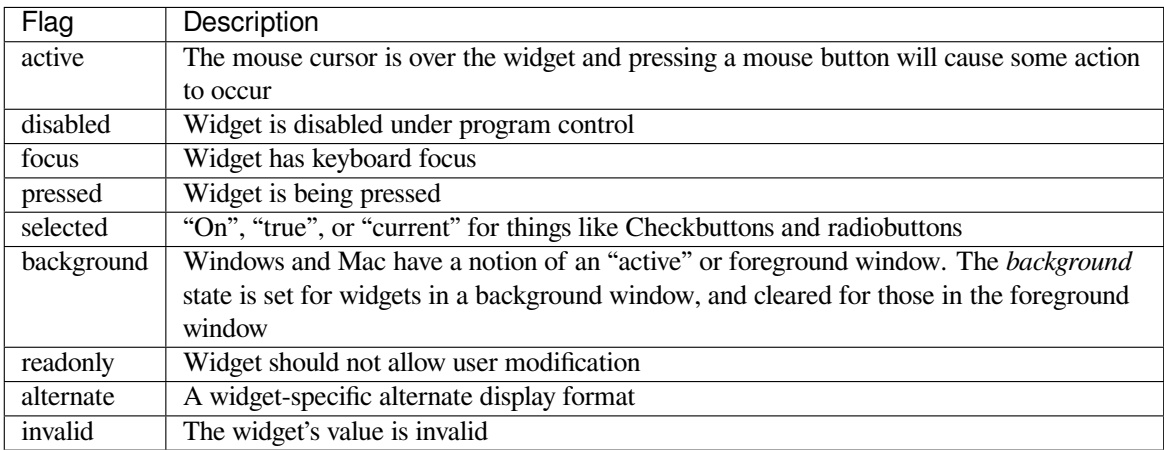 Flag Description
active The mouse cursor is over the widget and pressing a mouse button will cause some action
to occur
disabled Widget is disabled under program control
focus Widget has keyboard focus
pressed Widget is being pressed
selected “On”, “true”, or “current” for things like Checkbuttons and radiobuttons
background Windows and Mac have a notion of an “active” or foreground window. The background
state is set for widgets in a background window, and cleared for those in the foreground
window
readonly Widget should not allow user modification
alternate A widget-specific alternate display format
invalid The widget’s value is invalid